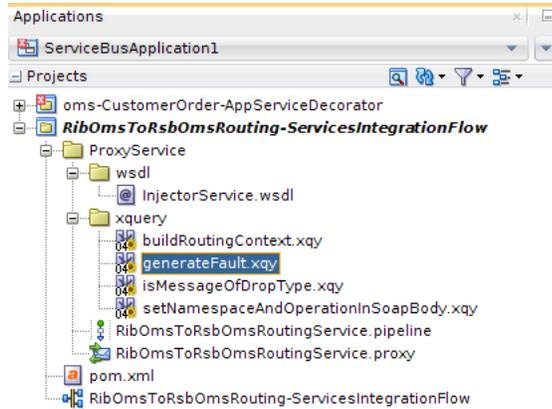 Applications
ServiceBusApplication1
Projects
oms-CustomerOrder-AppServiceDecorator
RibOmsToRsbOmsRouting-ServicesIntegrationFlow
ProxyService
wsdl
InjectorService.wsdl
xquery
buildRoutingContext.xqy
generateFault.xqy
isMessageOfDropType.xqy
setNamespaceAndOperationInSoapBody.xqy
RibOmsToRsbOmsRoutingService.pipeline
RibOmsToRsbOmsRoutingService.proxy
pom.xml
RibOmsToRsbOmsRouting-ServicesIntegrationFlow